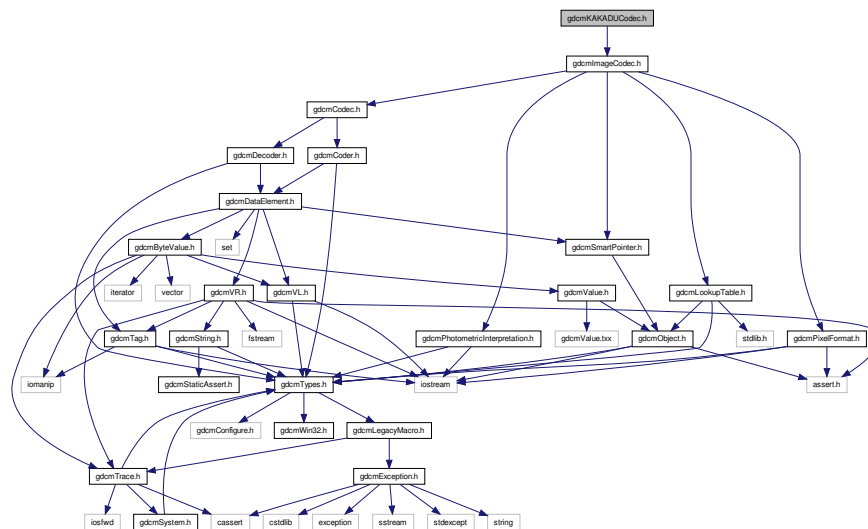 gdcmKAKADUCodec.h
gdcmImageCodec.h
gdcmCodec.h
gdcmDecoder.h
gdcmCoder.h
gdcmDataElement.h
gdcmByteValue.h
set
gdcmSmartPointer.h
iterator
vector
gdcmVR.h
gdcmVL.h
gdcmValue.h
gdcmLookupTable.h
gdcmTag.h
gdcmString.h
fstream
gdcmPhotometricInterpretation.h
gdcmValue.txx
gdcmObject.h
stdlib.h
gdcmPixelFormat.h
iomanip
gdcmStaticAssert.h
gdcmTypes.h
iostream
assert.h
gdcmConfigure.h
gdcmWin32.h
gdcmLegacyMacro.h
gdcmTrace.h
gdcmException.h
iosfwd
gdcmSystem.h
cassert
cstdlib
exception
sstream
stdexcept
string